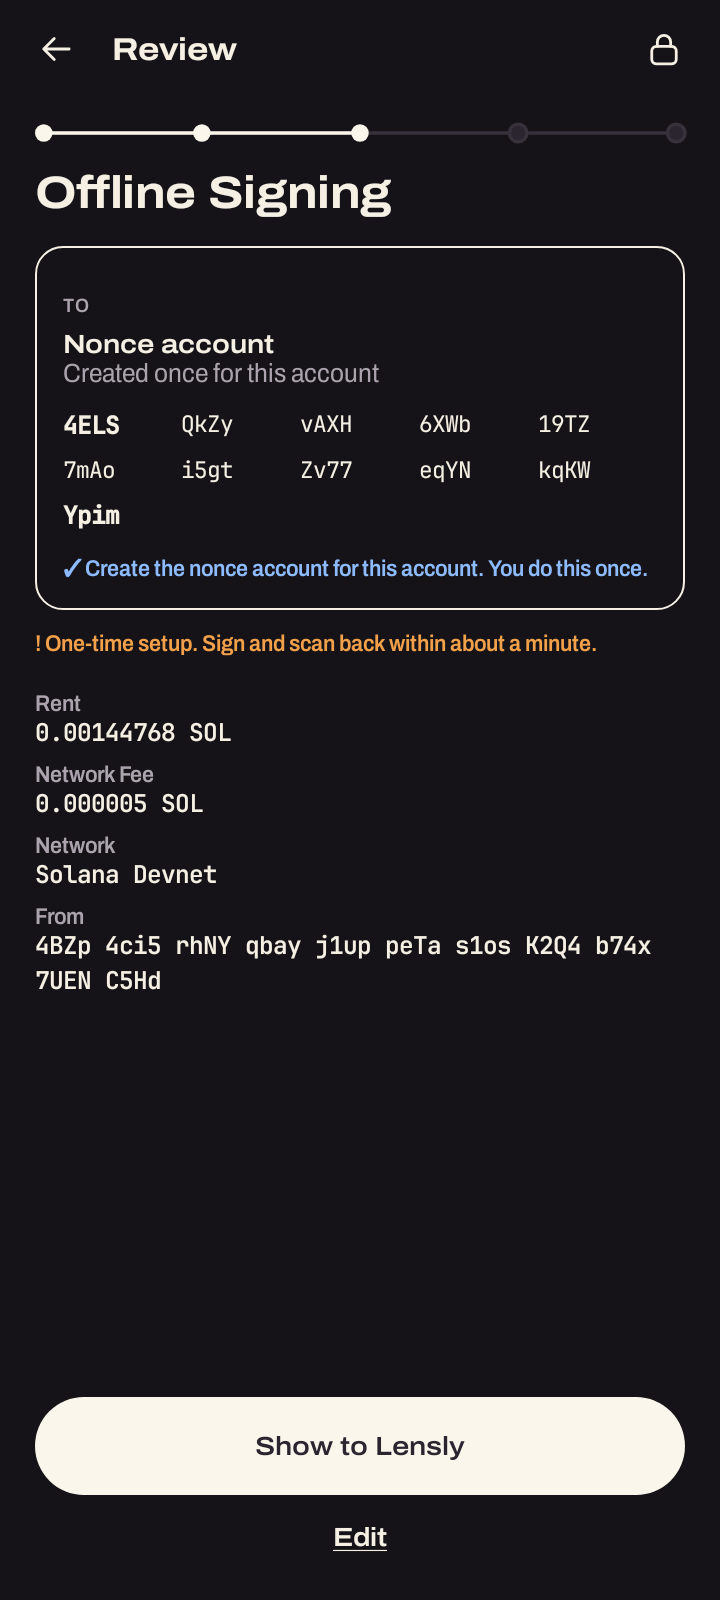 Review
Offline Signing
TO
Nonce account
Created once for this account
4ELS QkZy vAXH 6XWb 19TZ
7mAo i5gt Zv77 eqYN kqKW
Ypim
✓ Create the nonce account for this account. You do this once.
! One-time setup. Sign and scan back within about a minute.
Rent
0.00144768 SOL
Network Fee
0.000005 SOL
Network
Solana Devnet
From
4BZp 4ci5 rhNY qbay j1up peTa s1os K2Q4 b74x
7UEN C5Hd
Show to Lensly
Edit